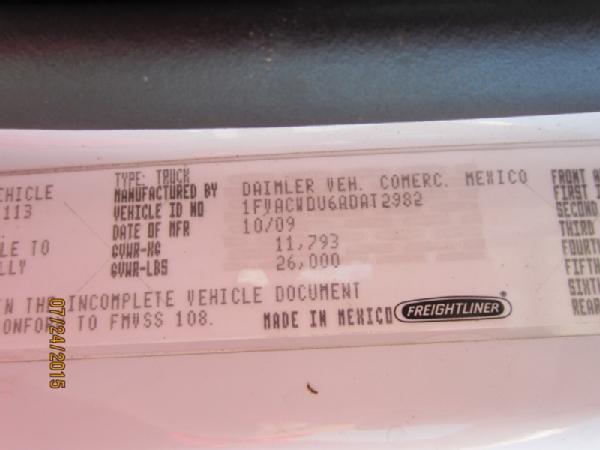 TYPE: TRUCK
EHICLE MANUFACTURED BY DAIMLER VEH. COMERC. MEXICO FRONT A
113 VEHICLE ID NO 1FVACWDU6ADAT2982 FIRST I
DATE OF MFR 10/09 SECOND
LE TO GVWR-KG 11,793 THIRD
LLY GVWR-LBS 26,000 FOURTH
FIFTH
N THE INCOMPLETE VEHICLE DOCUMENT SIXTH
ONFORM TO FMVSS 108. MADE IN MEXICO FREIGHTLINER REAR
07/24/2015